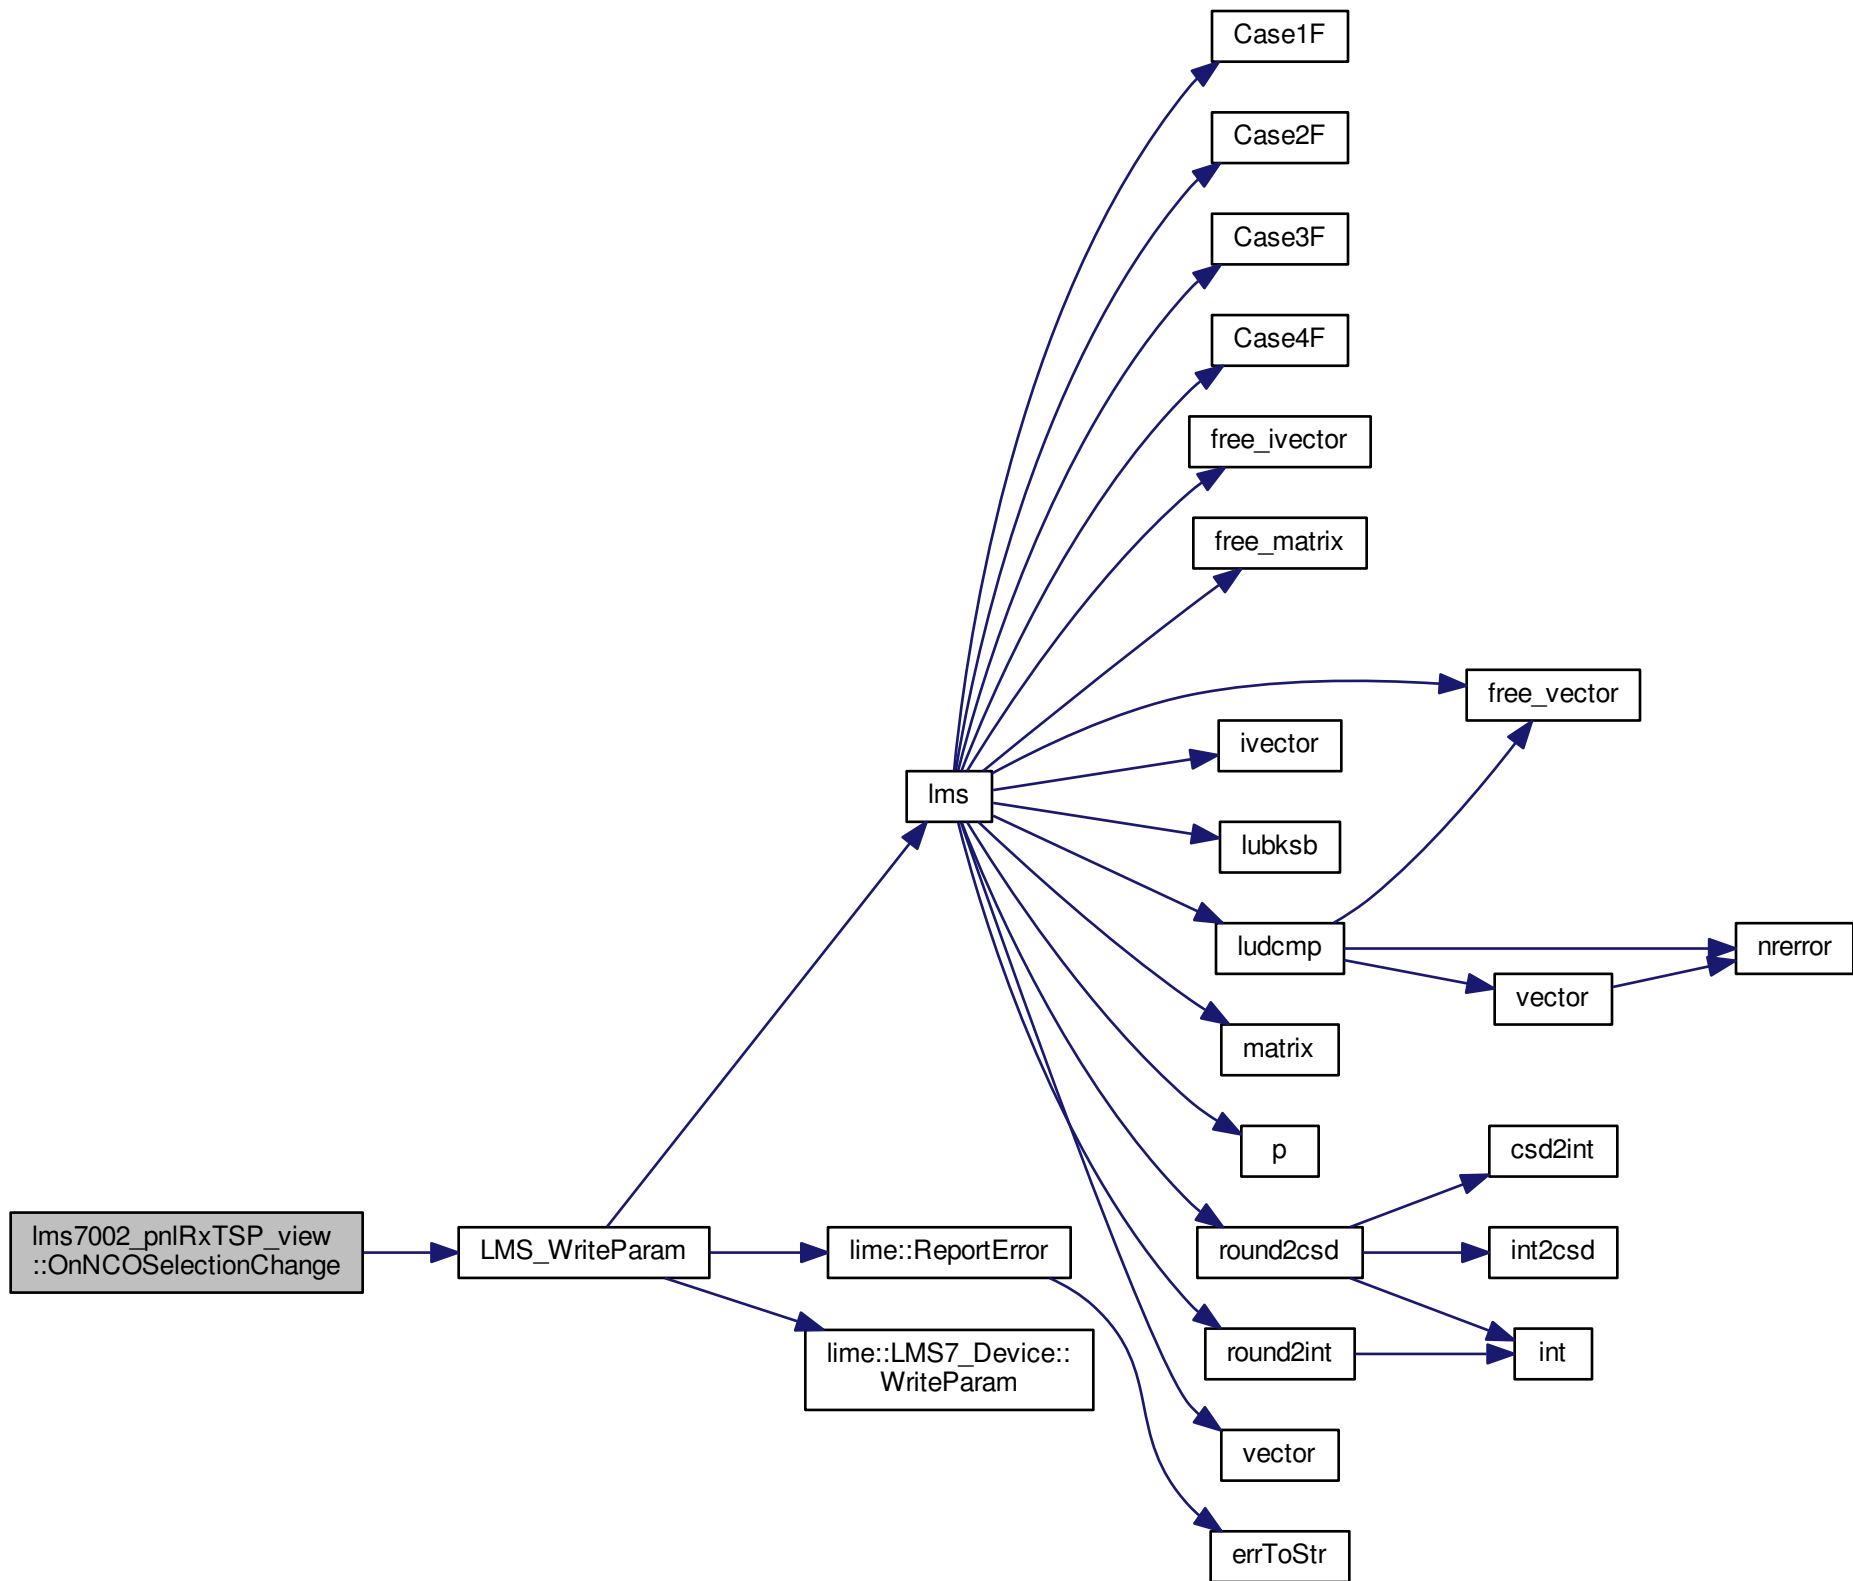 Case1F
Case2F
Case3F
Case4F
free_ivector
free_matrix
free_vector
ivector
lms
lubksb
ludcmp
nrerror
vector
matrix
p
csd2int
lms7002_pnlRxTSP_view
::OnNCOSelectionChange
LMS_WriteParam
lime::ReportError
round2csd
int2csd
lime::LMS7_Device::
WriteParam
round2int
int
vector
errToStr